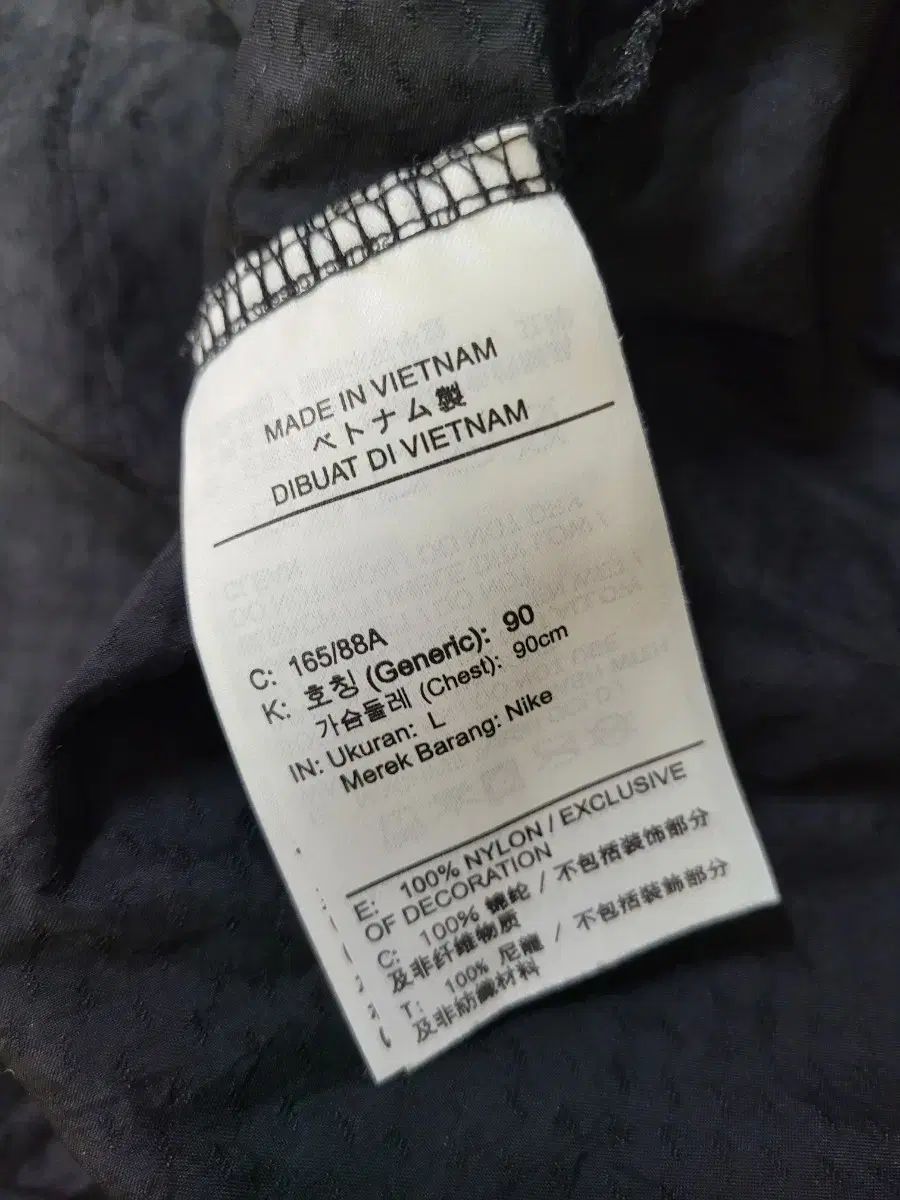 MADE IN VIETNAM
ベトナム製
DIBUAT DI VIETNAM
C: 165/88A
K: 호칭 (Generic): 90
가슴둘레 (Chest): 90cm
IN: Ukuran: L
Merek Barang: Nike
E: 100% NYLON / EXCLUSIVE
OF DECORATION
C: 100% 锦纶 / 不包括装饰部分
及非纤维物质
T: 100% 尼龍 / 不包括裝飾部分
及非紡織材料